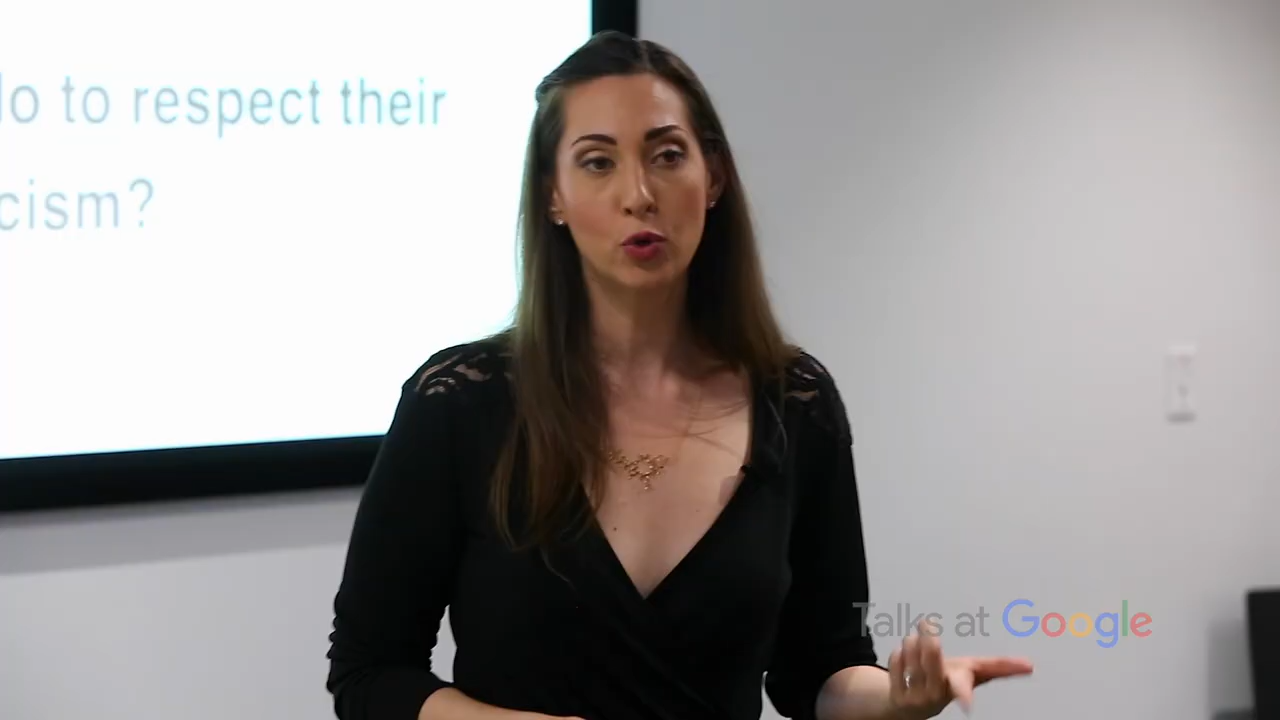 lo to respect their
cism?
Talks at Google